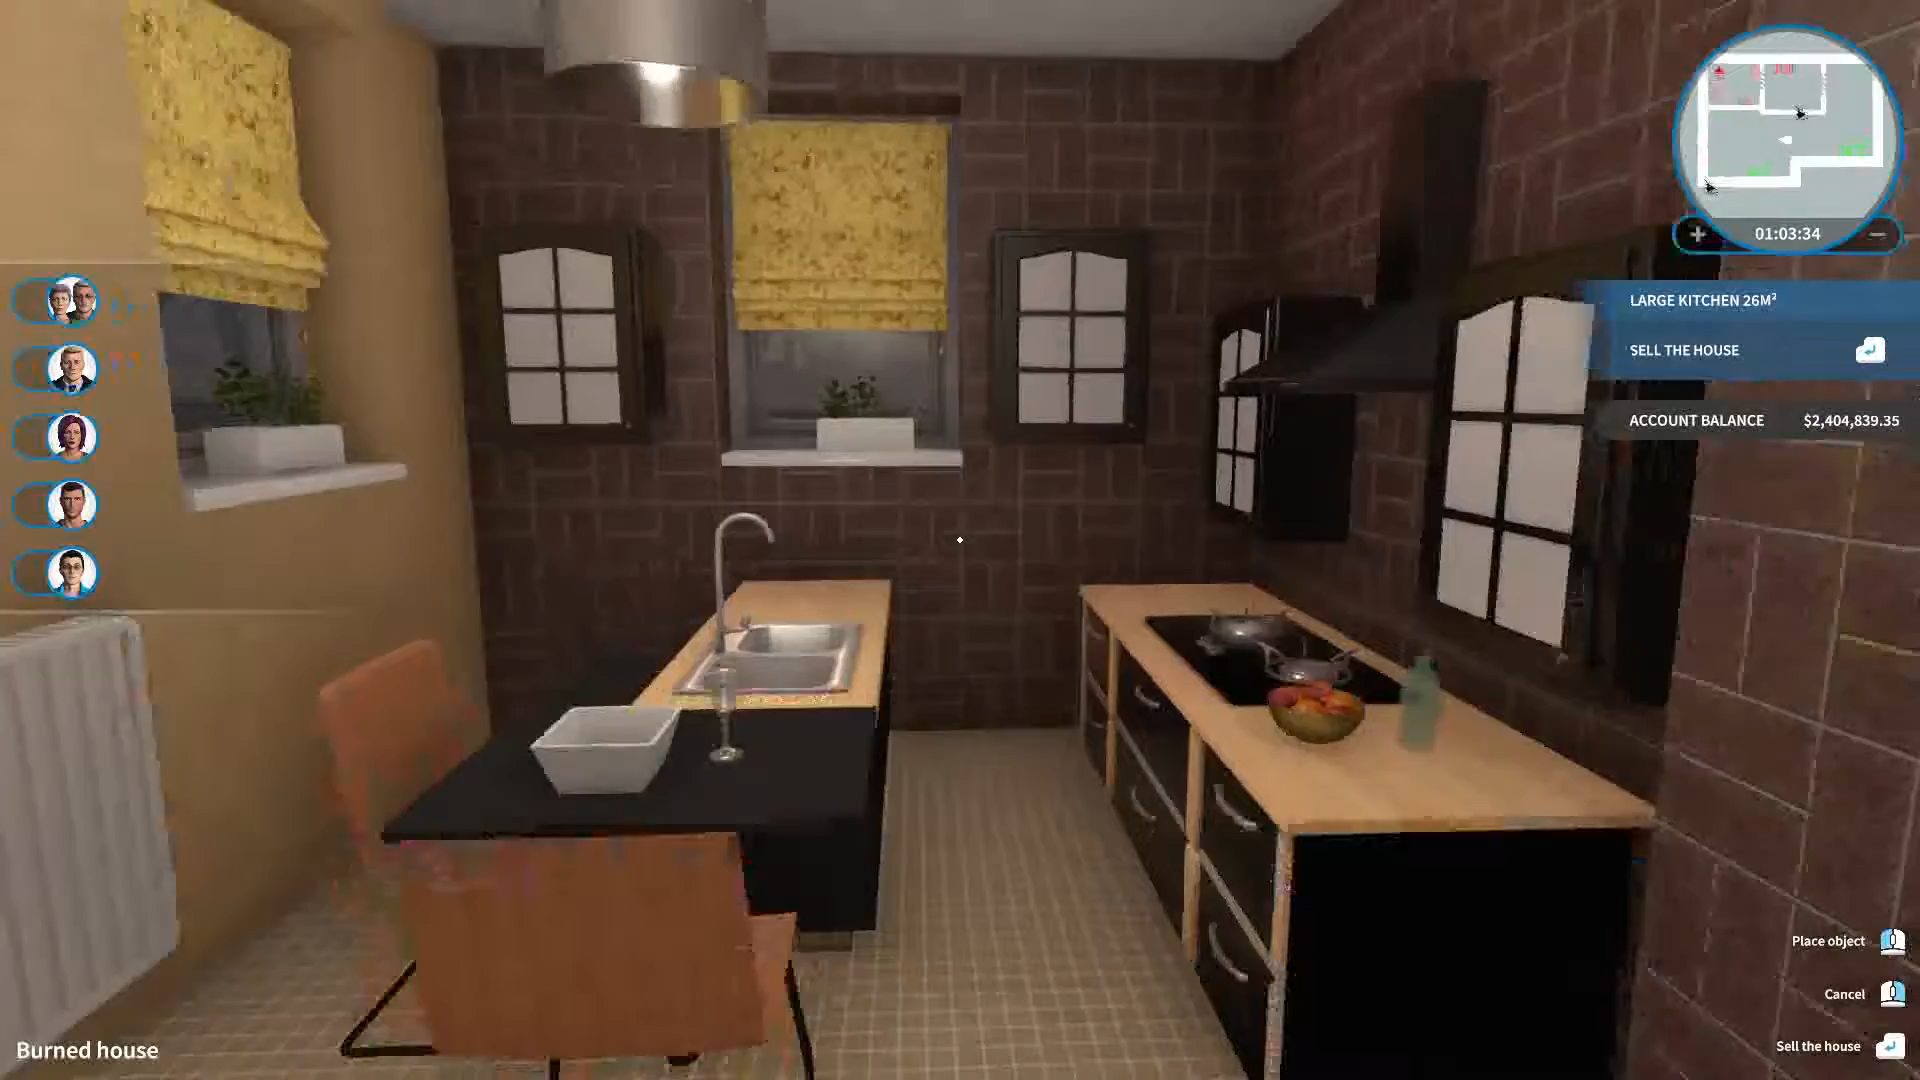 01:03:34
LARGE KITCHEN 26M²
SELL THE HOUSE
ACCOUNT BALANCE $2,404,839.35
Place object
Cancel
Sell the house
Burned house